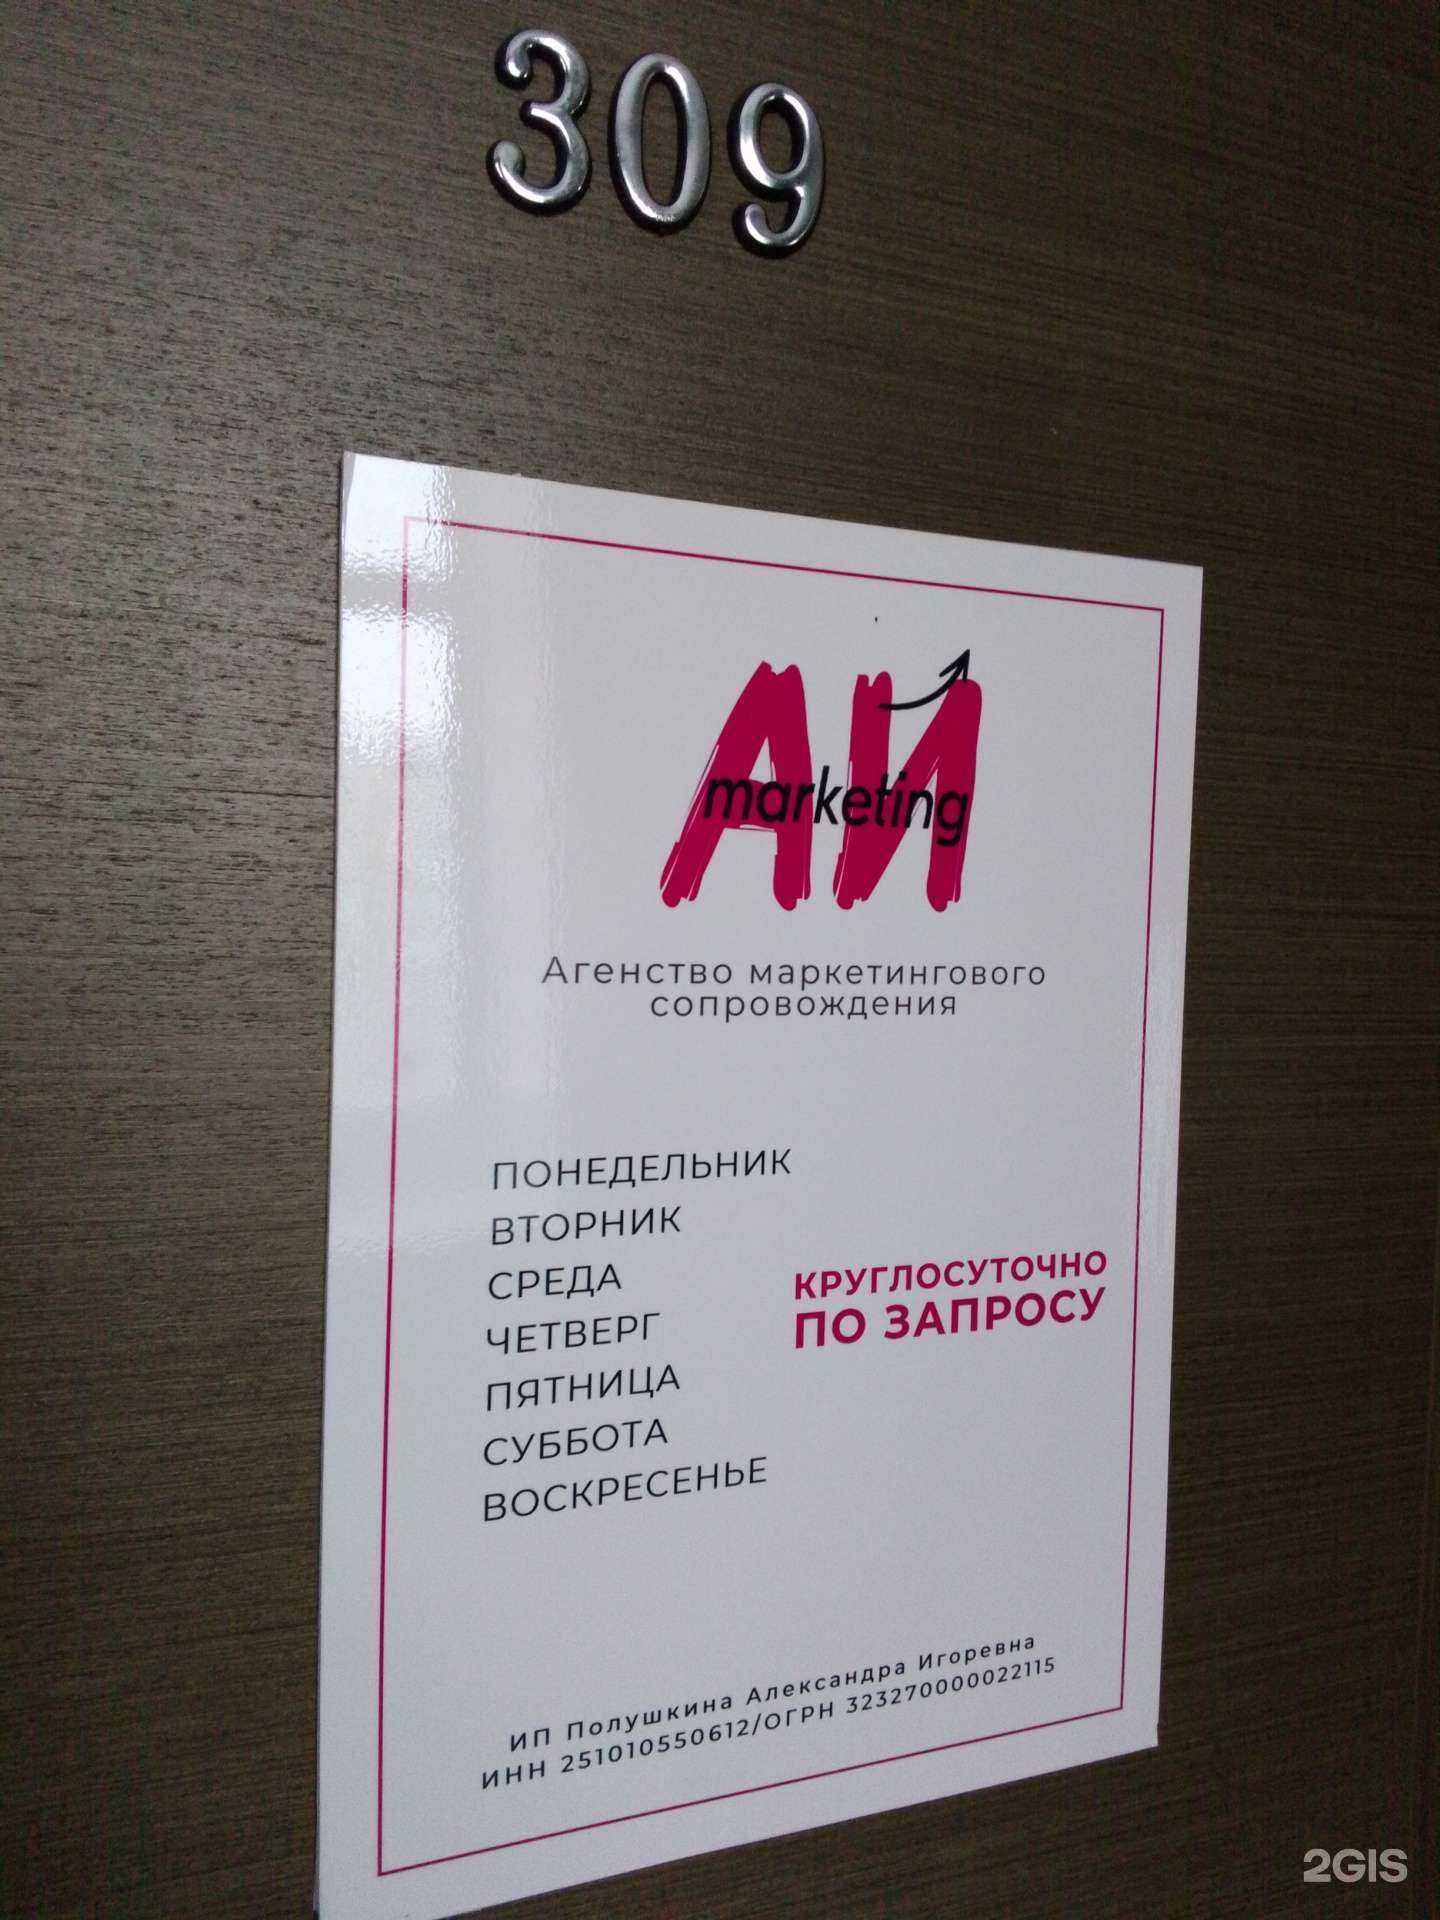 309
АИ
marketing
Агенство маркетингового
сопровождения
ПОНЕДЕЛЬНИК
ВТОРНИК
СРЕДА
ЧЕТВЕРГ
ПЯТНИЦА
СУББОТА
ВОСКРЕСЕНЬЕ
КРУГЛОСУТОЧНО
ПО ЗАПРОСУ
ИП Полушкина Александра Игоревна
ИНН 251010550612/ОГРН 323270000022115
2GIS